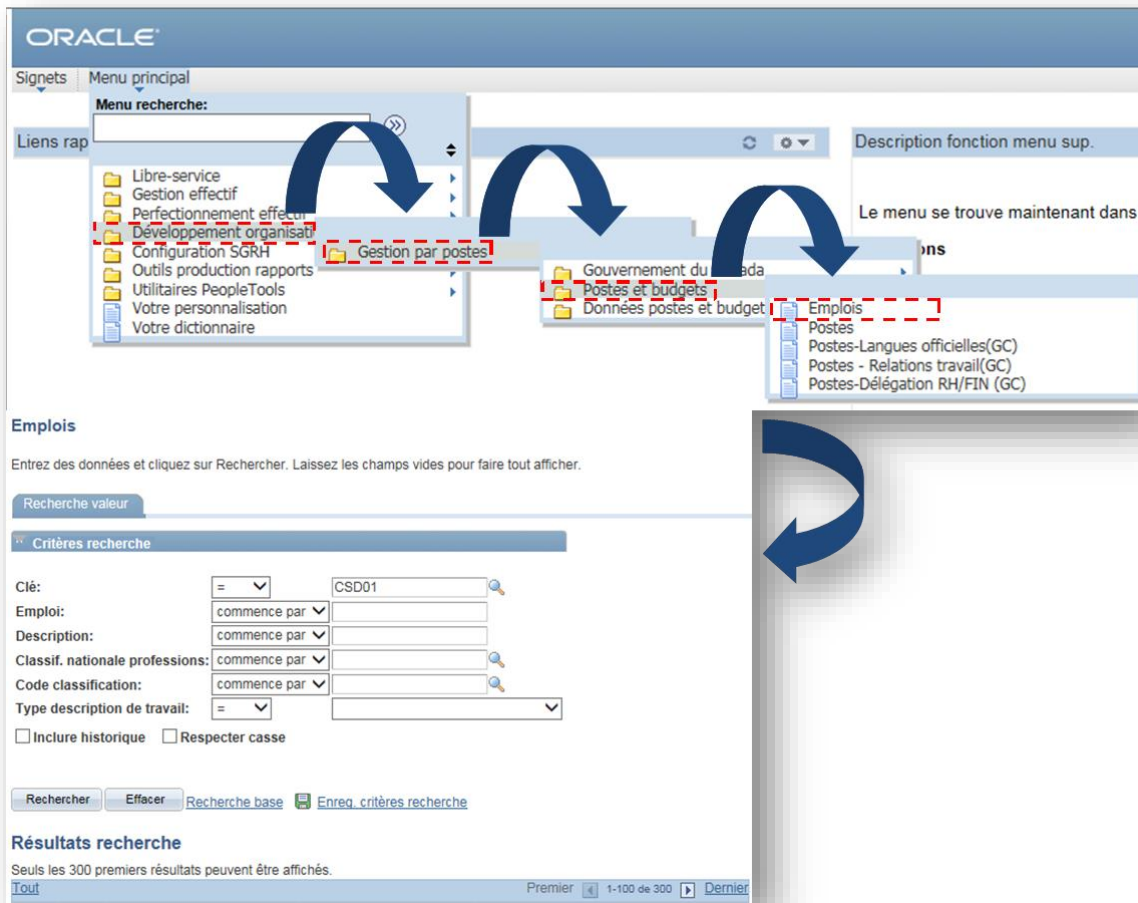 ORACLE
Signets Menu principal
Menu recherche:
Liens rap
Description fonction menu sup.
Libre-service
Gestion effectif
Perfectionnement effectif
Développement organisati
Configuration SGRH
Outils production rapports
Utilitaires PeopleTools
Votre personnalisation
Votre dictionnaire
Gestion par postes
Gouvernement du ada
Postes et budgets
Données postes et budget
Emplois
Postes
Postes-Langues officielles(GC)
Postes - Relations travail(GC)
Postes-Délégation RH/FIN (GC)
Le menu se trouve maintenant dans
ons
Emplois
Entrez des données et cliquez sur Rechercher. Laissez les champs vides pour faire tout afficher.
Recherche valeur
Critères recherche
Clé: = CSD01
Emploi: commence par
Description: commence par
Classif. nationale professions: commence par
Code classification: commence par
Type description de travail: =
Inclure historique Respecter casse
Rechercher Effacer Recherche base Enreg. critères recherche
Résultats recherche
Seuls les 300 premiers résultats peuvent être affichés.
Tout Premier 1-100 de 300 Dernier